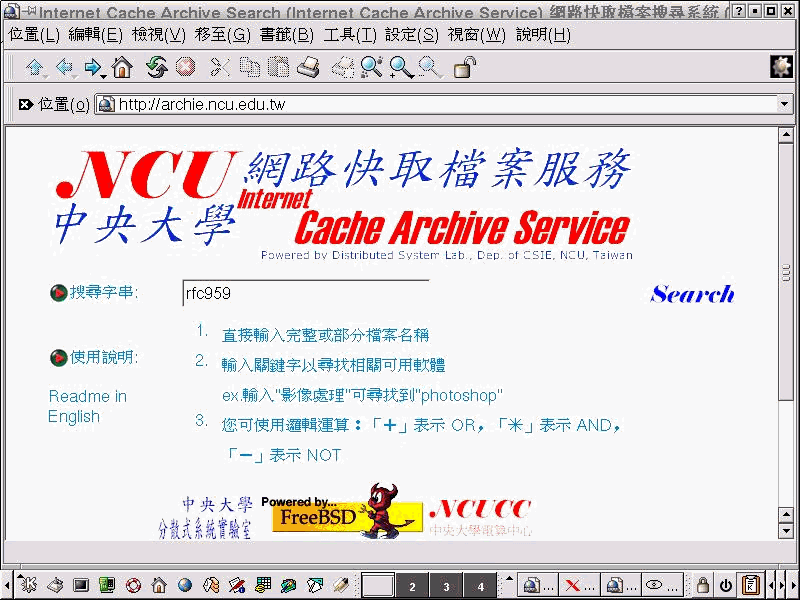 Internet Cache Archive Search (Internet Cache Archive Service) 網路快取檔案搜尋系統 (
位置(L) 編輯(E) 檢視(V) 移至(G) 書籤(B) 工具(T) 設定(S) 視窗(W) 說明(H)
位置(o) http://archie.ncu.edu.tw
NCU 網路快取檔案服務
中央大學 Internet
Cache Archive Service
Powered by Distributed System Lab., Dep. of CSIE, NCU, Taiwan
搜尋字串: rfc959 Search
1. 直接輸入完整或部分檔案名稱
使用說明: 2. 輸入關鍵字以尋找相關可用軟體
ex.輸入"影像處理"可尋找到"photoshop"
Readme in
English
3. 您可使用邏輯運算：「＋」表示 OR，「＊」表示 AND，
「－」表示 NOT
中央大學
分散式系統實驗室
Powered by...
FreeBSD
NCUCC
中央大學電算中心
2 3 4 ... ... ... ...